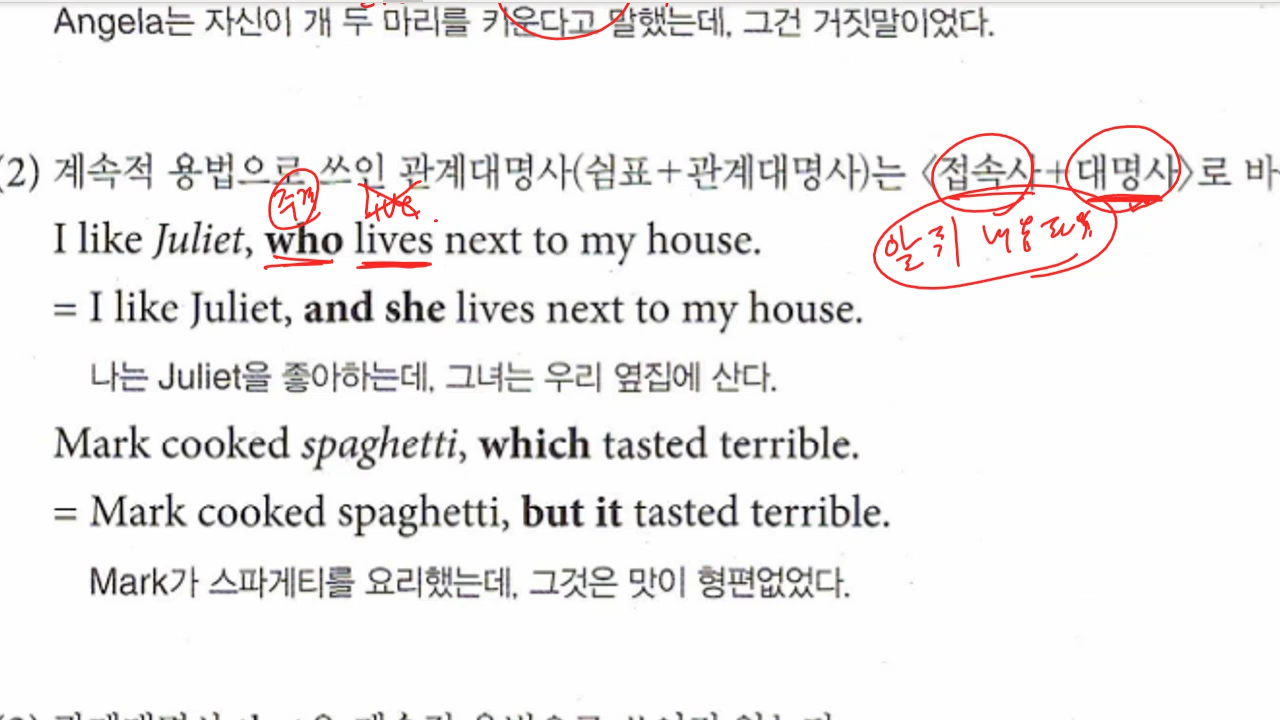 Angela는 자신이 개 두 마리를 키운다고 말했는데, 그건 거짓말이었다.
(2) 계속적 용법으로 쓰인 관계대명사(쉼표+관계대명사)는 〈접속사+대명사〉로 바
주격 live
I like Juliet, who lives next to my house.
앞 뒤 내용
= I like Juliet, and she lives next to my house.
나는 Juliet을 좋아하는데, 그녀는 우리 옆집에 산다.
Mark cooked spaghetti, which tasted terrible.
= Mark cooked spaghetti, but it tasted terrible.
Mark가 스파게티를 요리했는데, 그것은 맛이 형편없었다.